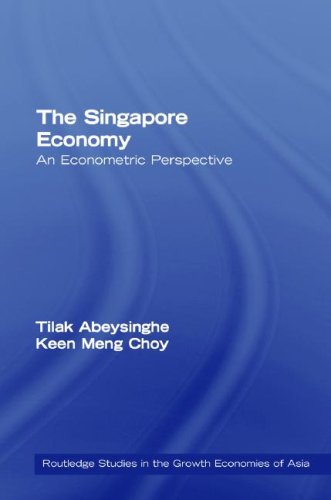 The Singapore
Economy
An Econometric Perspective
Tilak Abeysinghe
Keen Meng Choy
Routledge Studies in the Growth Economies of Asia